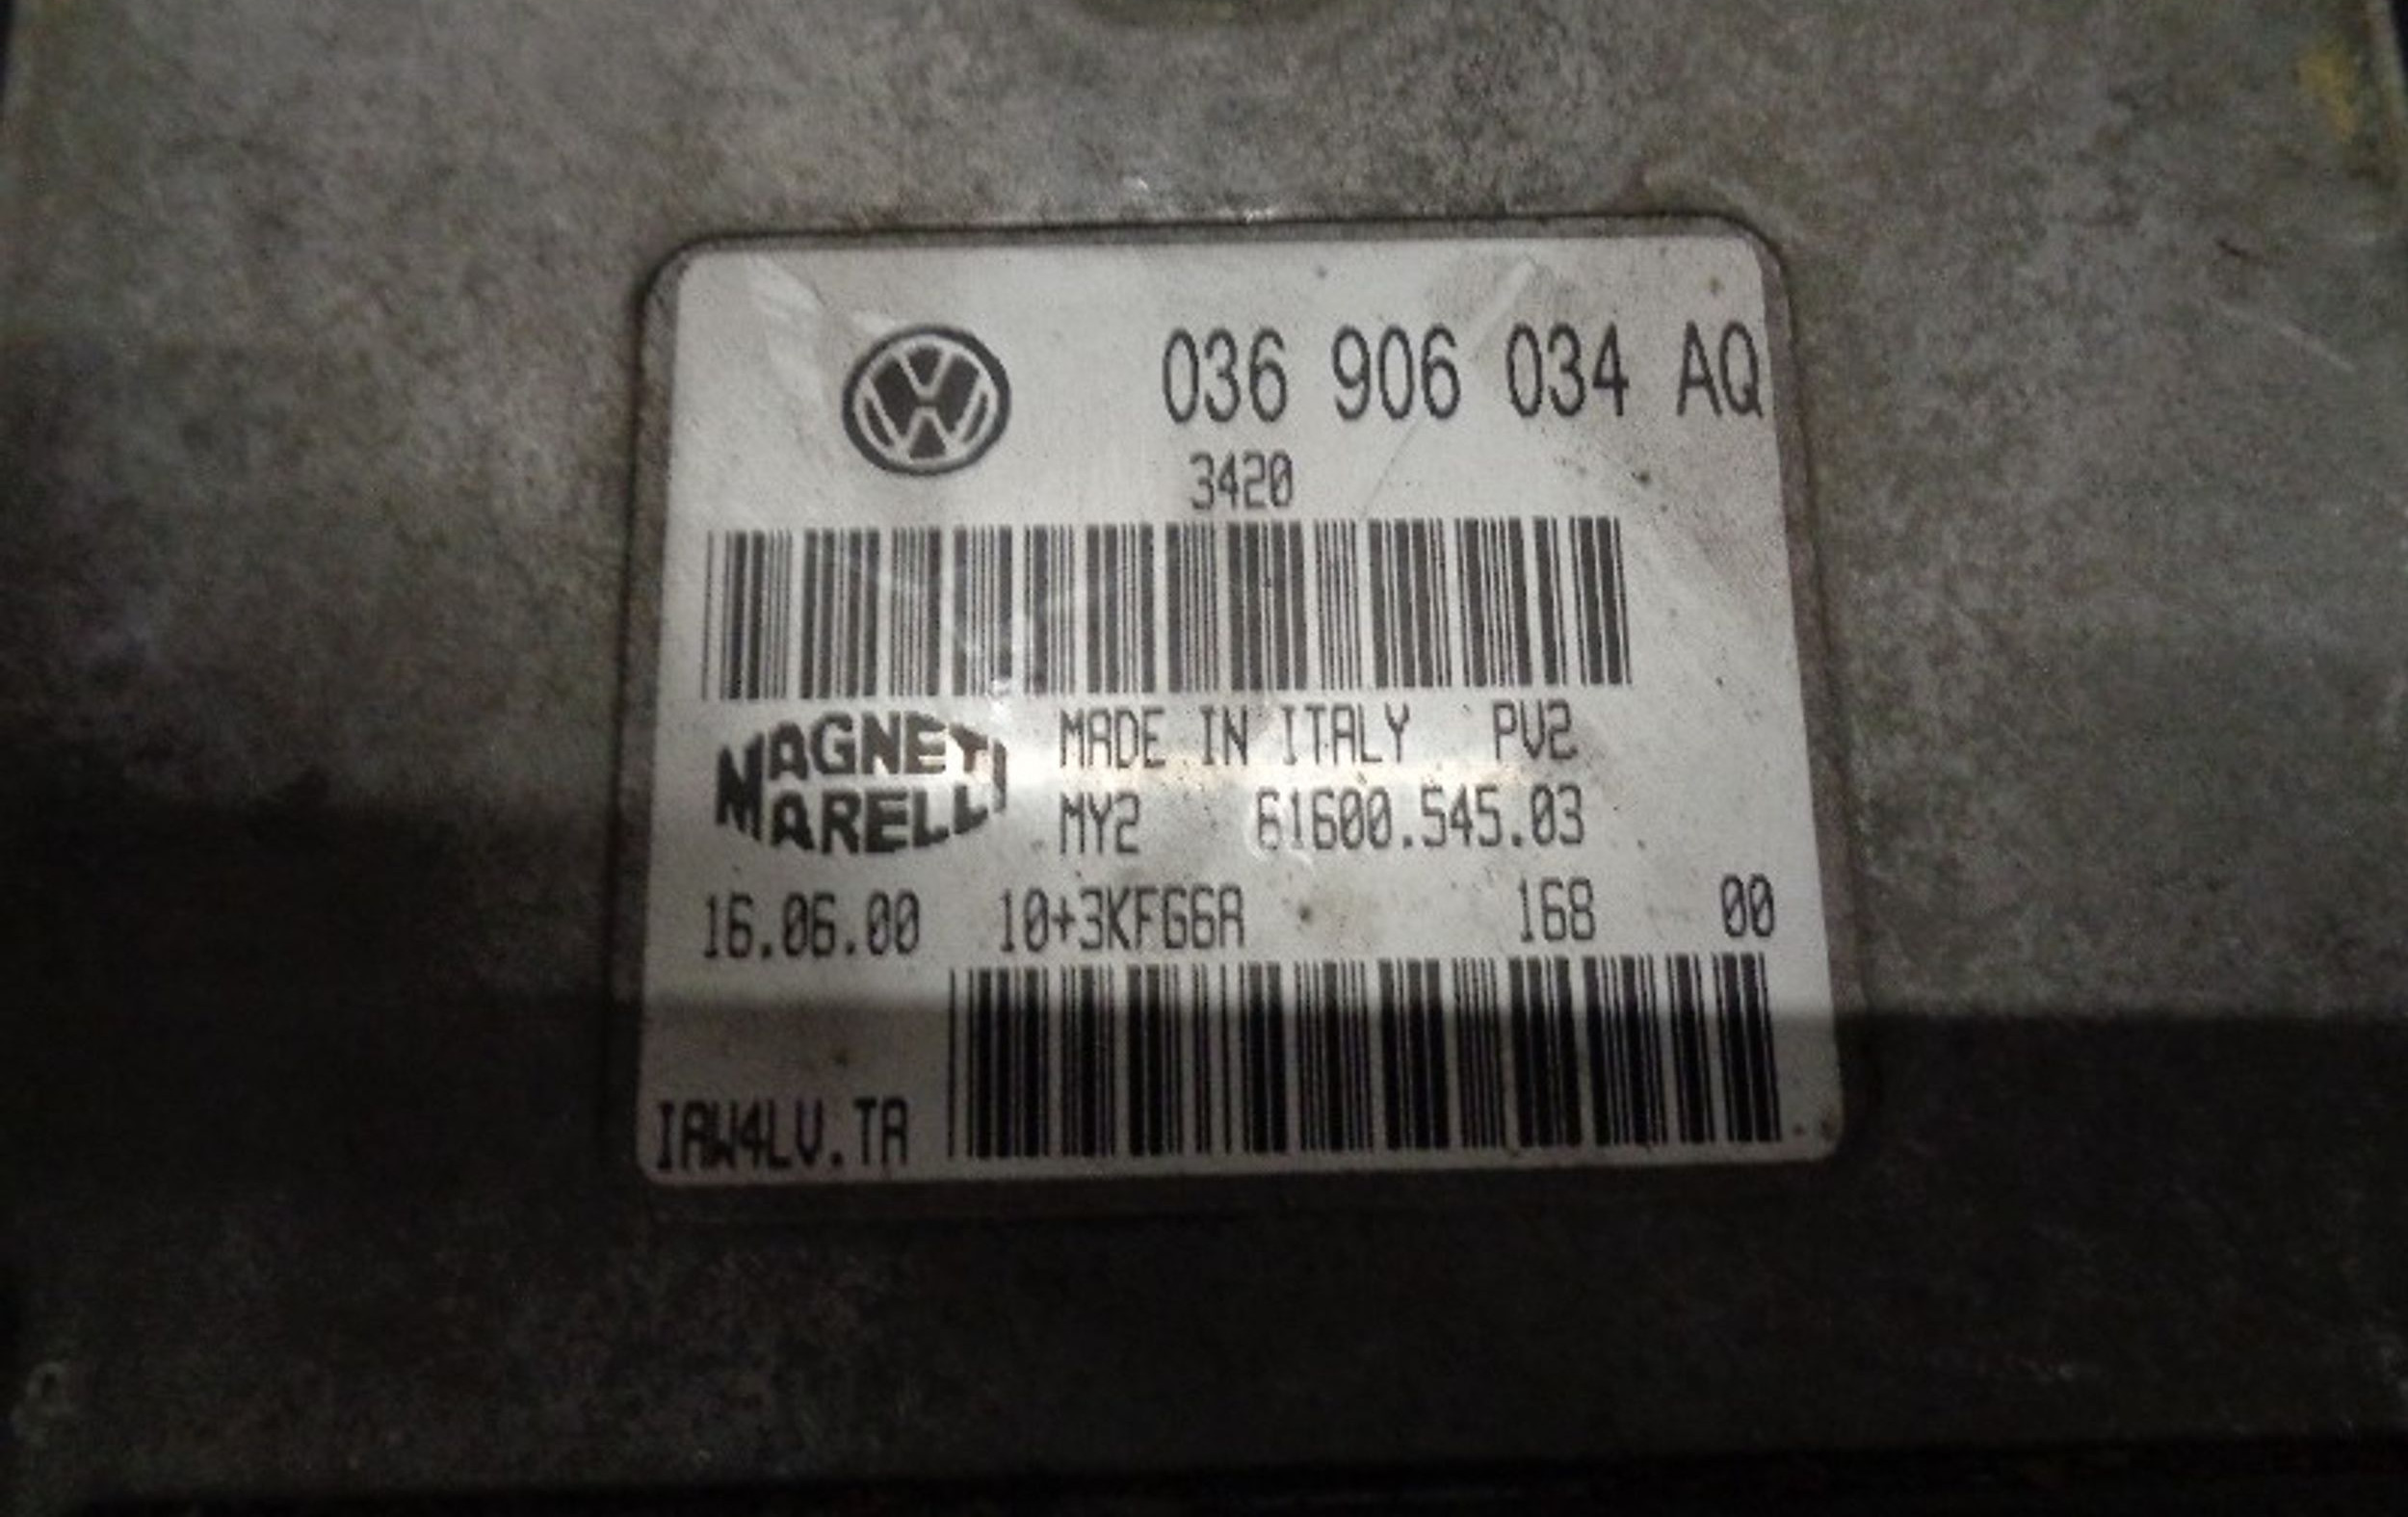 036 906 034 AQ
3420
MAGNETI
MARELLI
MADE IN ITALY PV2
MY2 61600.545.03
16.06.00 10+3KFG6A 168 00
IAW4LV.TA